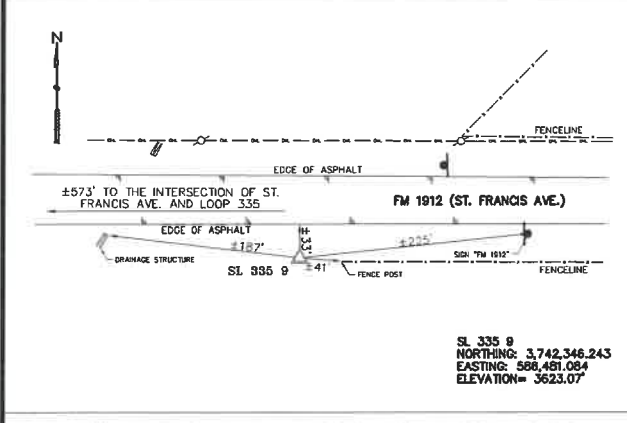 N
FENCELINE
EDGE OF ASPHALT
±573' TO THE INTERSECTION OF ST.
FRANCIS AVE. AND LOOP 335
FM 1912 (ST. FRANCIS AVE.)
EDGE OF ASPHALT
±33'
±187'
±225'
DRAINAGE STRUCTURE
SL 335 9
±41'
FENCE POST
SIGN "FM 1912"
FENCELINE
SL 335 9
NORTHING: 3,742,346.243
EASTING: 588,481.084
ELEVATION= 3623.07'